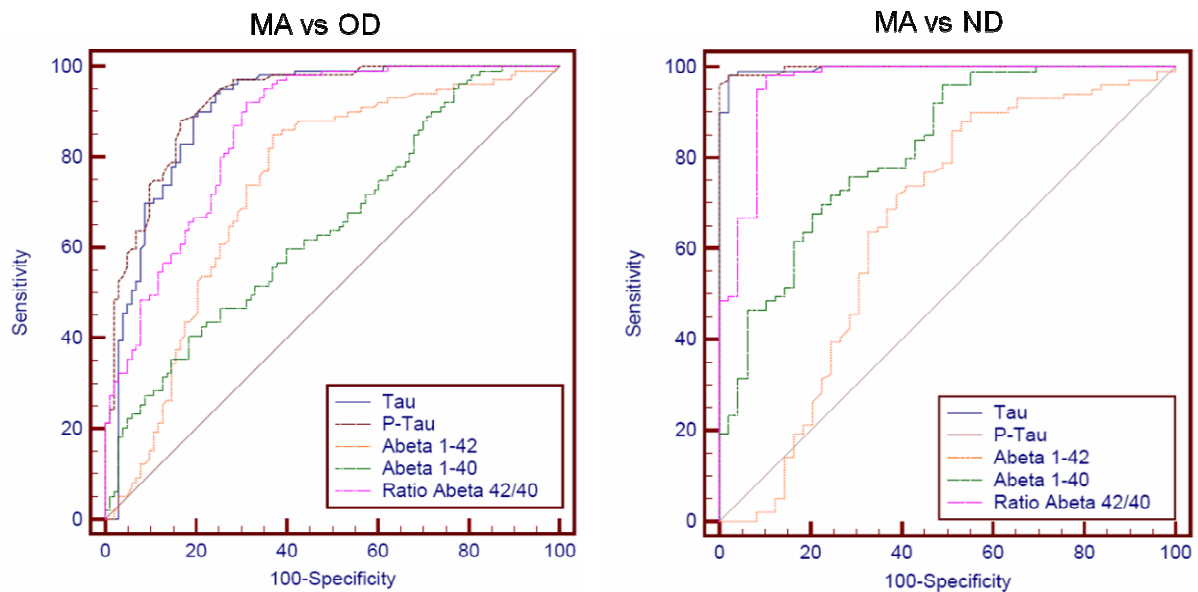 MA vs OD
100
80
60
40
20
0
Sensitivity
0 20 40 60 80 100
100-Specificity
Tau
P-Tau
Abeta 1-42
Abeta 1-40
Ratio Abeta 42/40
MA vs ND
100
80
60
40
20
0
Sensitivity
0 20 40 60 80 100
100-Specificity
Tau
P-Tau
Abeta 1-42
Abeta 1-40
Ratio Abeta 42/40